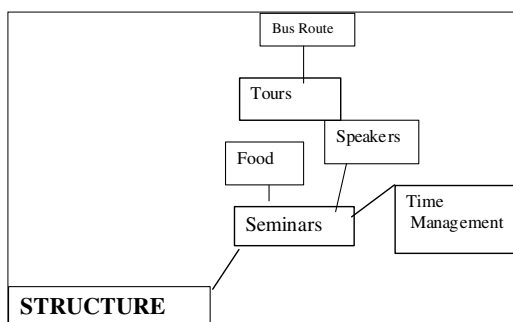 Bus Route
Tours
Speakers
Food
Time
Management
Seminars
STRUCTURE